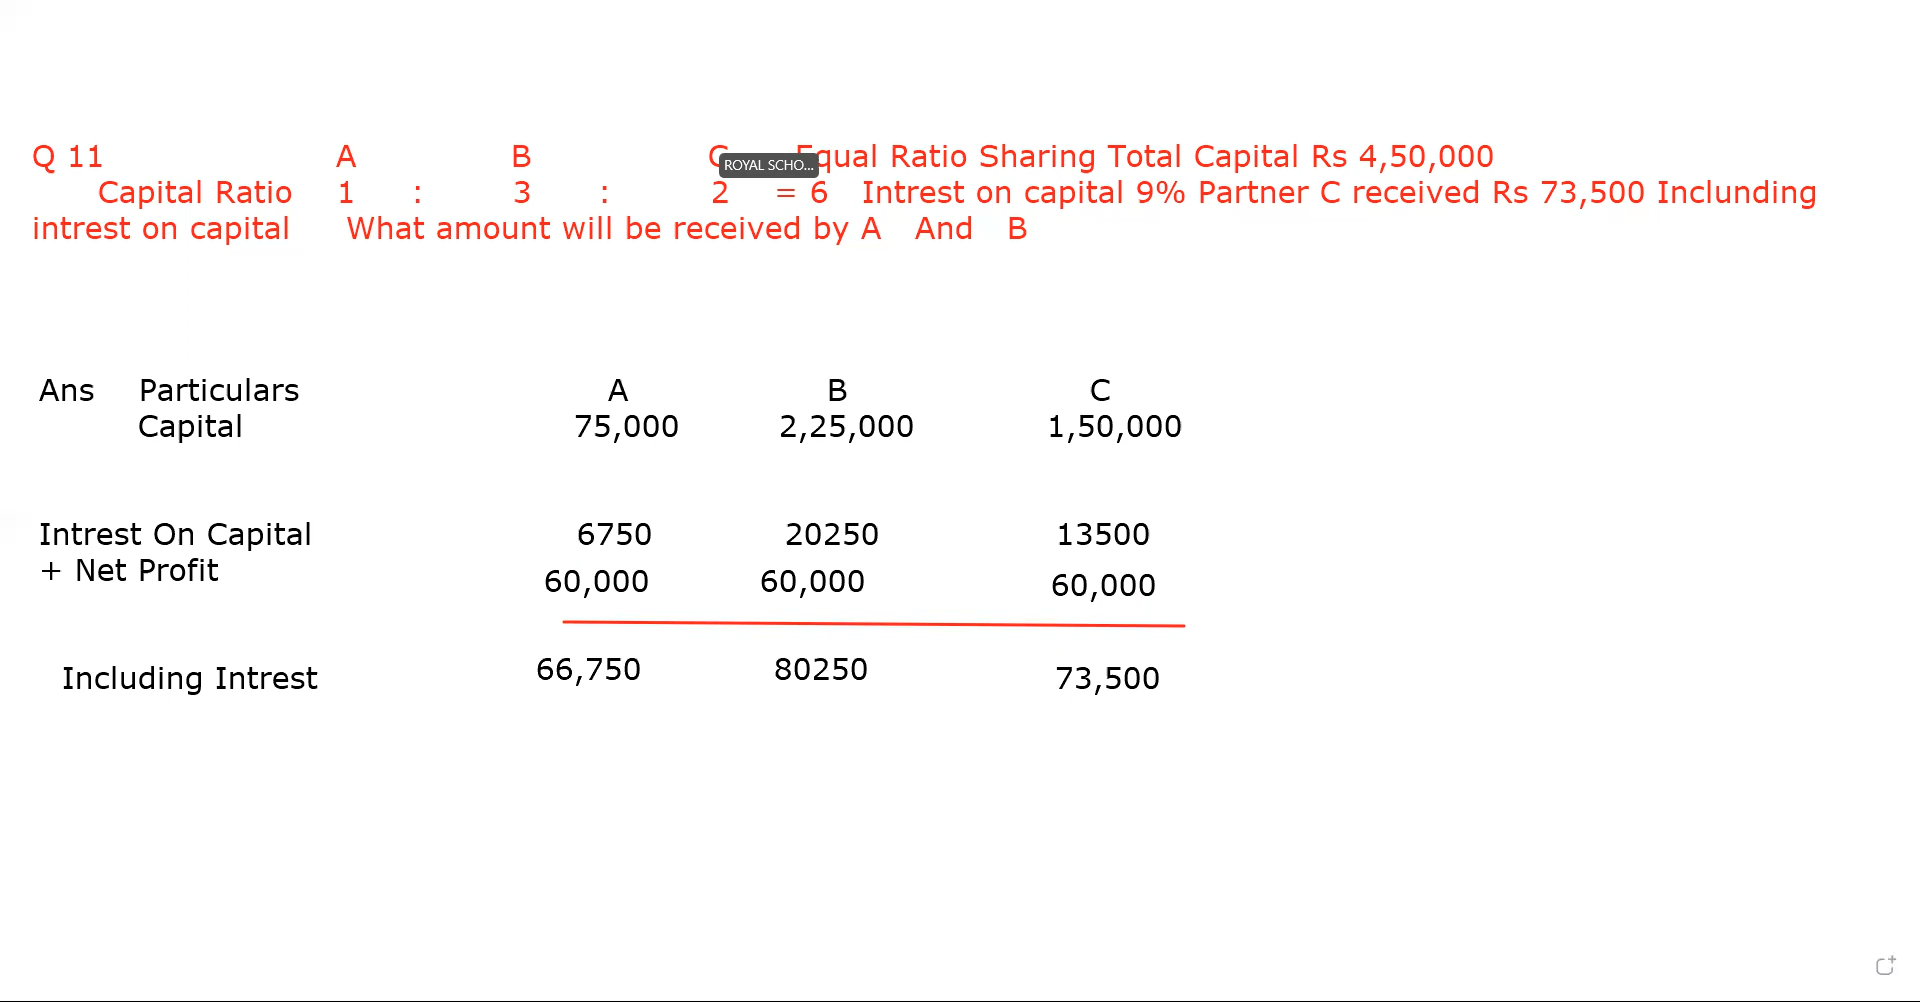 Q 11 A B C Equal Ratio Sharing Total Capital Rs 4,50,000
ROYAL SCHO...
Capital Ratio 1 : 3 : 2 = 6 Intrest on capital 9% Partner C received Rs 73,500 Inclunding
intrest on capital What amount will be received by A And B
Ans Particulars A B C
Capital 75,000 2,25,000 1,50,000
Intrest On Capital 6750 20250 13500
+ Net Profit 60,000 60,000 60,000
Including Intrest 66,750 80250 73,500